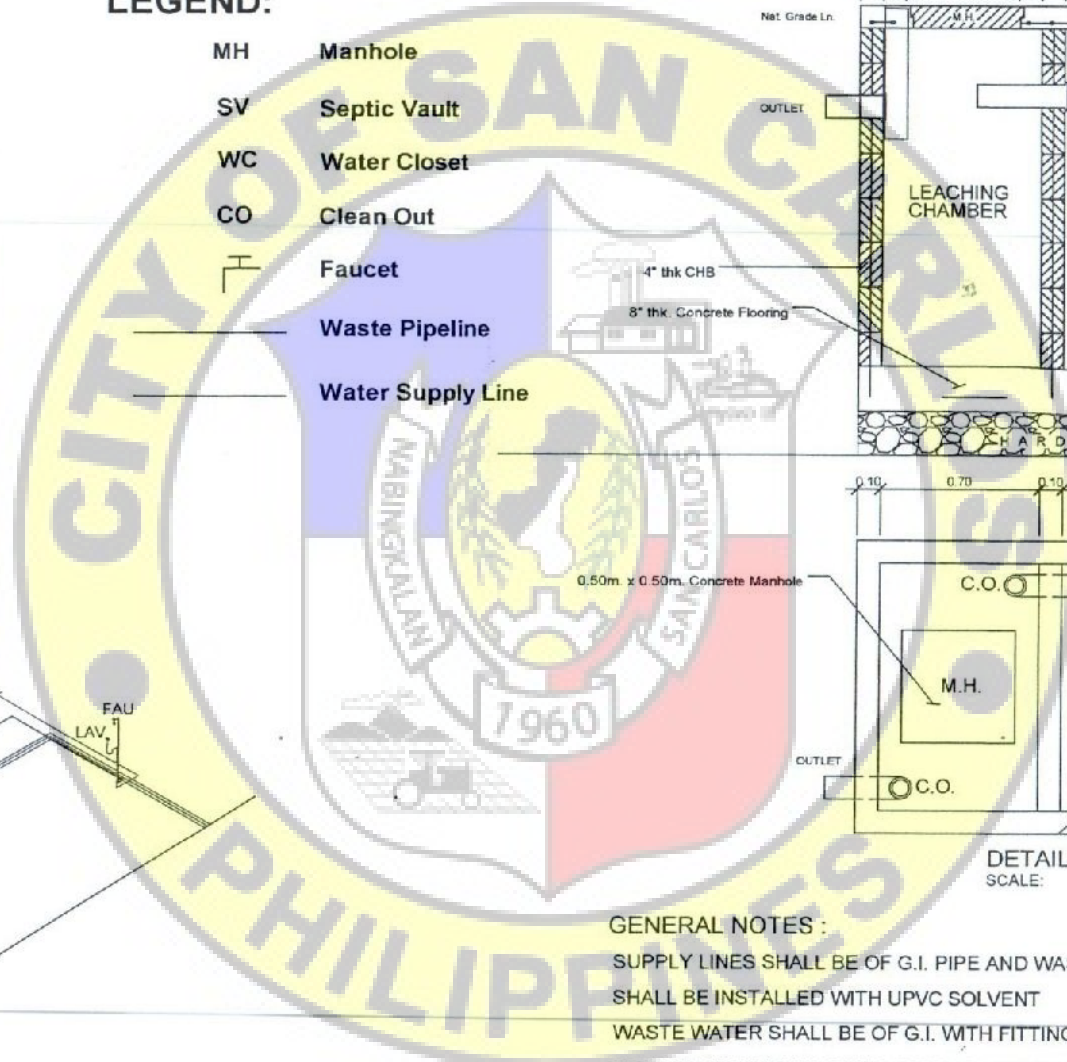 LEGEND:
MH Manhole
SV Septic Vault
WC Water Closet
CO Clean Out
Faucet
Waste Pipeline
Water Supply Line
Nat. Grade Ln.
M.H.
OUTLET
LEACHING
CHAMBER
4" thk CHB
8" thk. Concrete Flooring
HARD
0.10 0.70 0.10
0.50m. x 0.50m. Concrete Manhole
C.O.
M.H.
OUTLET
C.O.
DETAIL
SCALE:
FAU
LAV
GENERAL NOTES :
SUPPLY LINES SHALL BE OF G.I. PIPE AND WAS
SHALL BE INSTALLED WITH UPVC SOLVENT
WASTE WATER SHALL BE OF G.I. WITH FITTING
CITY OF SAN CARLOS
PHILIPPINES
NABINGKALAN
SAN CARLOS
1960